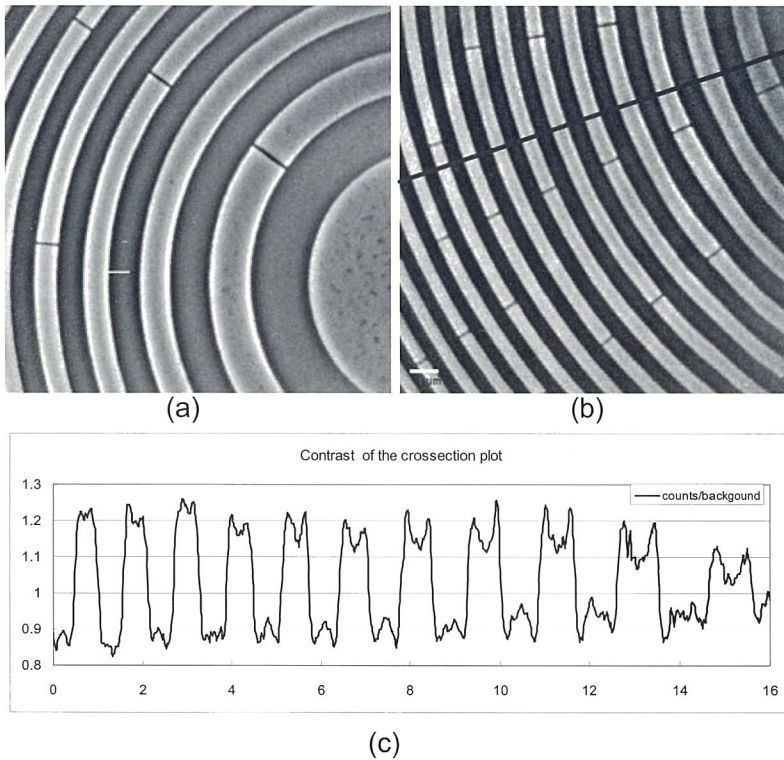 (a)
(b)
Contrast of the crossection plot
counts/backgound
1.3
1.2
1.1
1
0.9
0.8
0 2 4 6 8 10 12 14 16
(c)